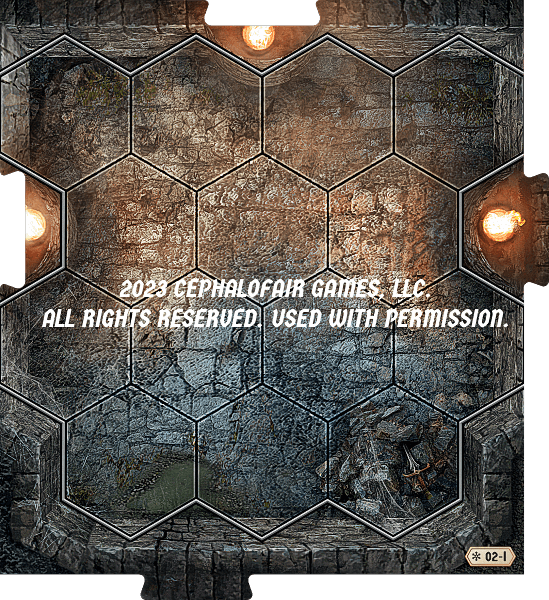 2023 CEPHALOFAIR GAMES, LLC.
ALL RIGHTS RESERVED. USED WITH PERMISSION.
02-I